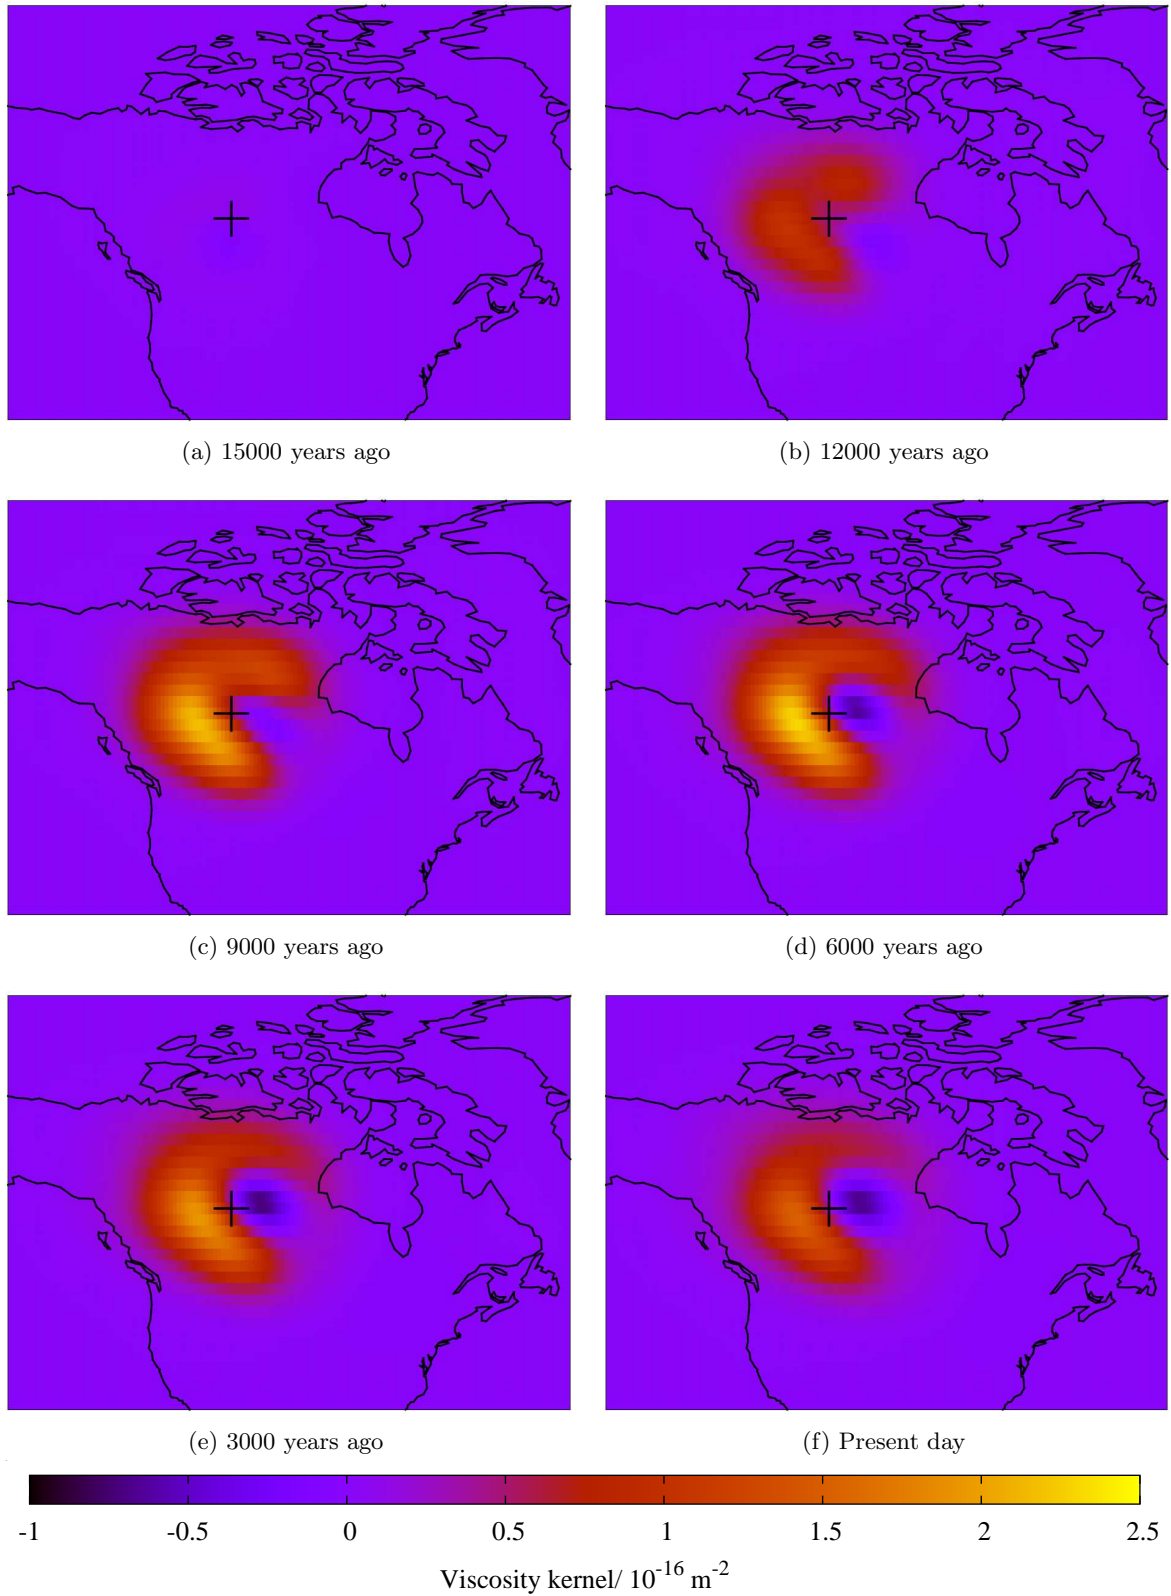 (a) 15000 years ago
(b) 12000 years ago
(c) 9000 years ago
(d) 6000 years ago
(e) 3000 years ago
(f) Present day
-1 -0.5 0 0.5 1 1.5 2 2.5
Viscosity kernel/ 10⁻¹⁶ m⁻²